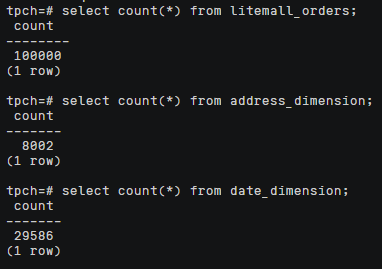 tpch=# select count(*) from litemall_orders;
 count
--------
 100000
(1 row)

tpch=# select count(*) from address_dimension;
 count
-------
  8002
(1 row)

tpch=# select count(*) from date_dimension;
 count
-------
 29586
(1 row)